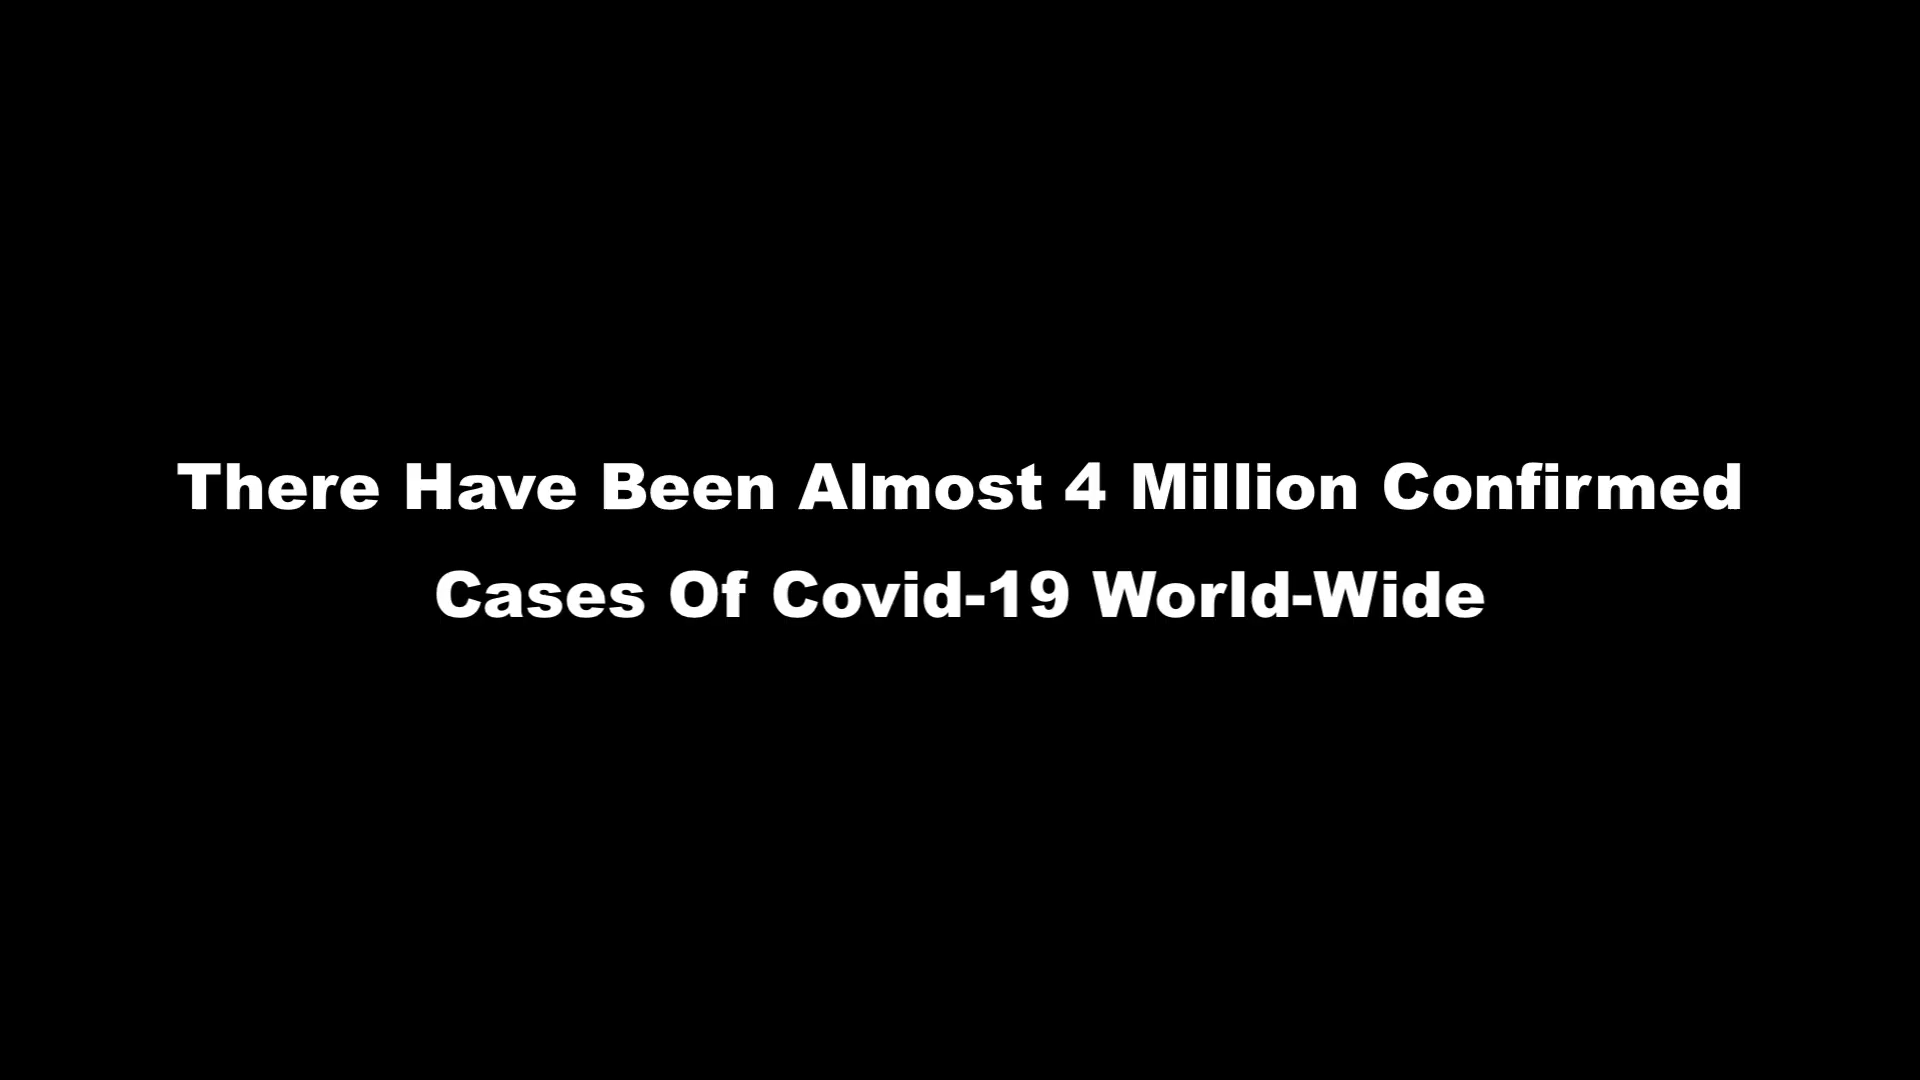 There Have Been Almost 4 Million Confirmed
Cases Of Covid-19 World-Wide